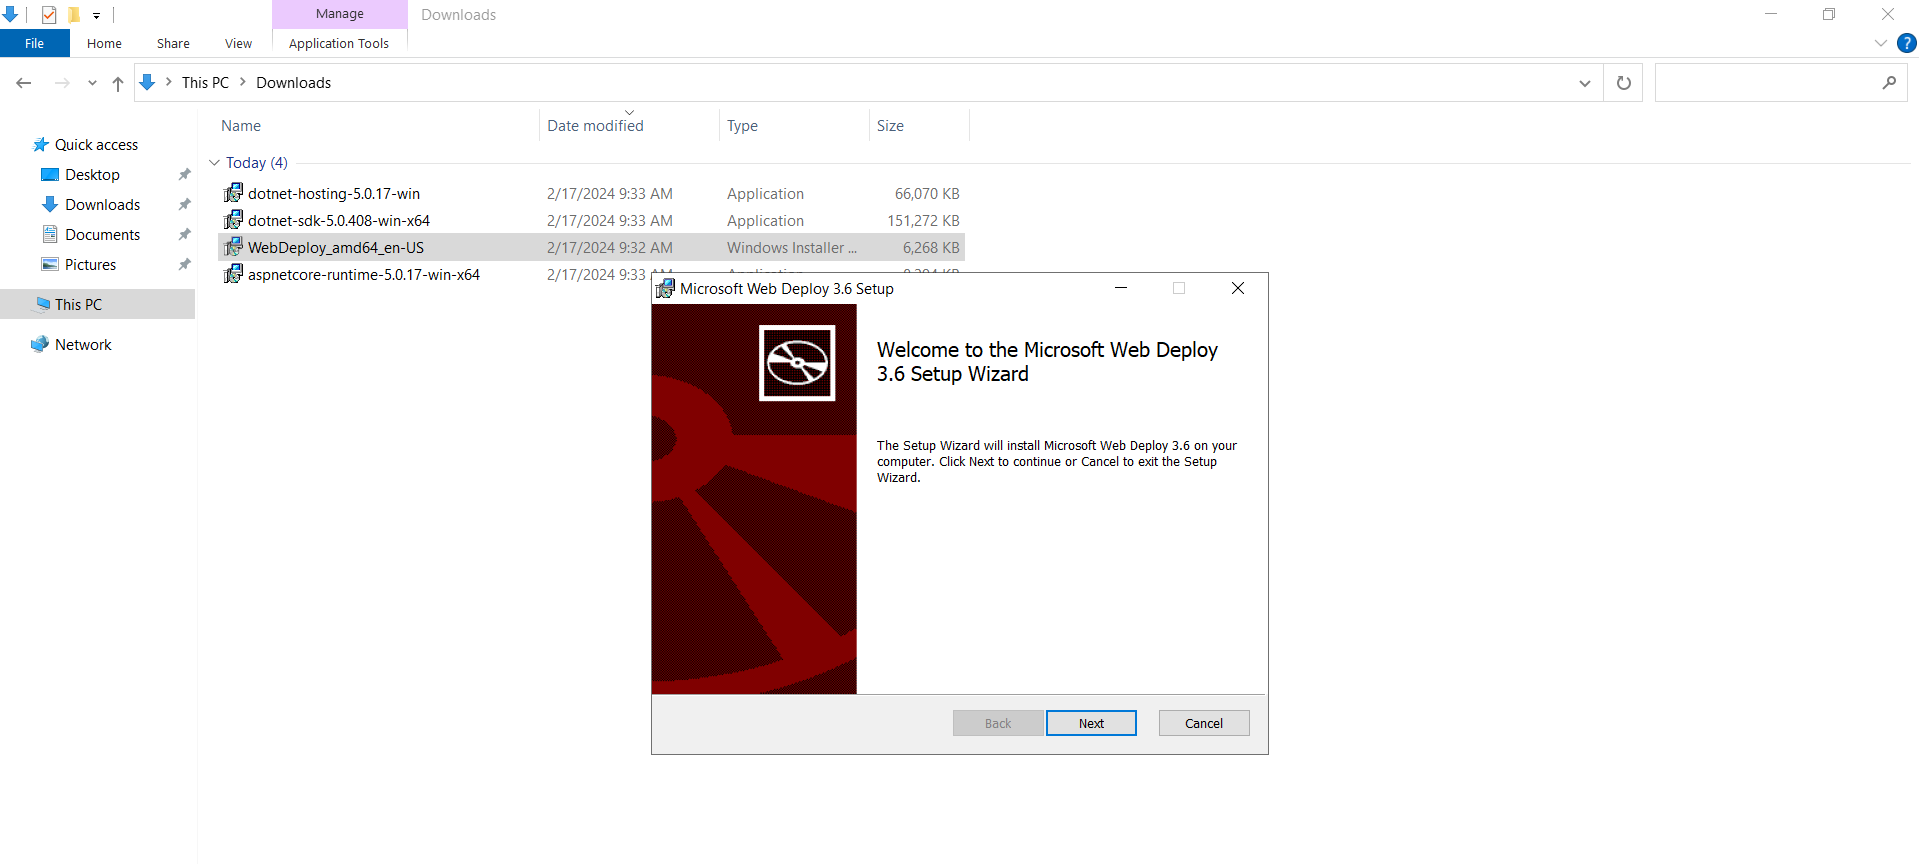 Manage
Downloads
File
Home
Share
View
Application Tools
?
This PC
Downloads
Name
Date modified
Type
Size
Quick access
Desktop
Downloads
Documents
Pictures
This PC
Network
Today (4)
dotnet-hosting-5.0.17-win 2/17/2024 9:33 AM Application 66,070 KB
dotnet-sdk-5.0.408-win-x64 2/17/2024 9:33 AM Application 151,272 KB
WebDeploy_amd64_en-US 2/17/2024 9:32 AM Windows Installer ... 6,268 KB
aspnetcore-runtime-5.0.17-win-x64 2/17/2024 9:33
Microsoft Web Deploy 3.6 Setup
Welcome to the Microsoft Web Deploy
3.6 Setup Wizard
The Setup Wizard will install Microsoft Web Deploy 3.6 on your
computer. Click Next to continue or Cancel to exit the Setup
Wizard.
Back
Next
Cancel